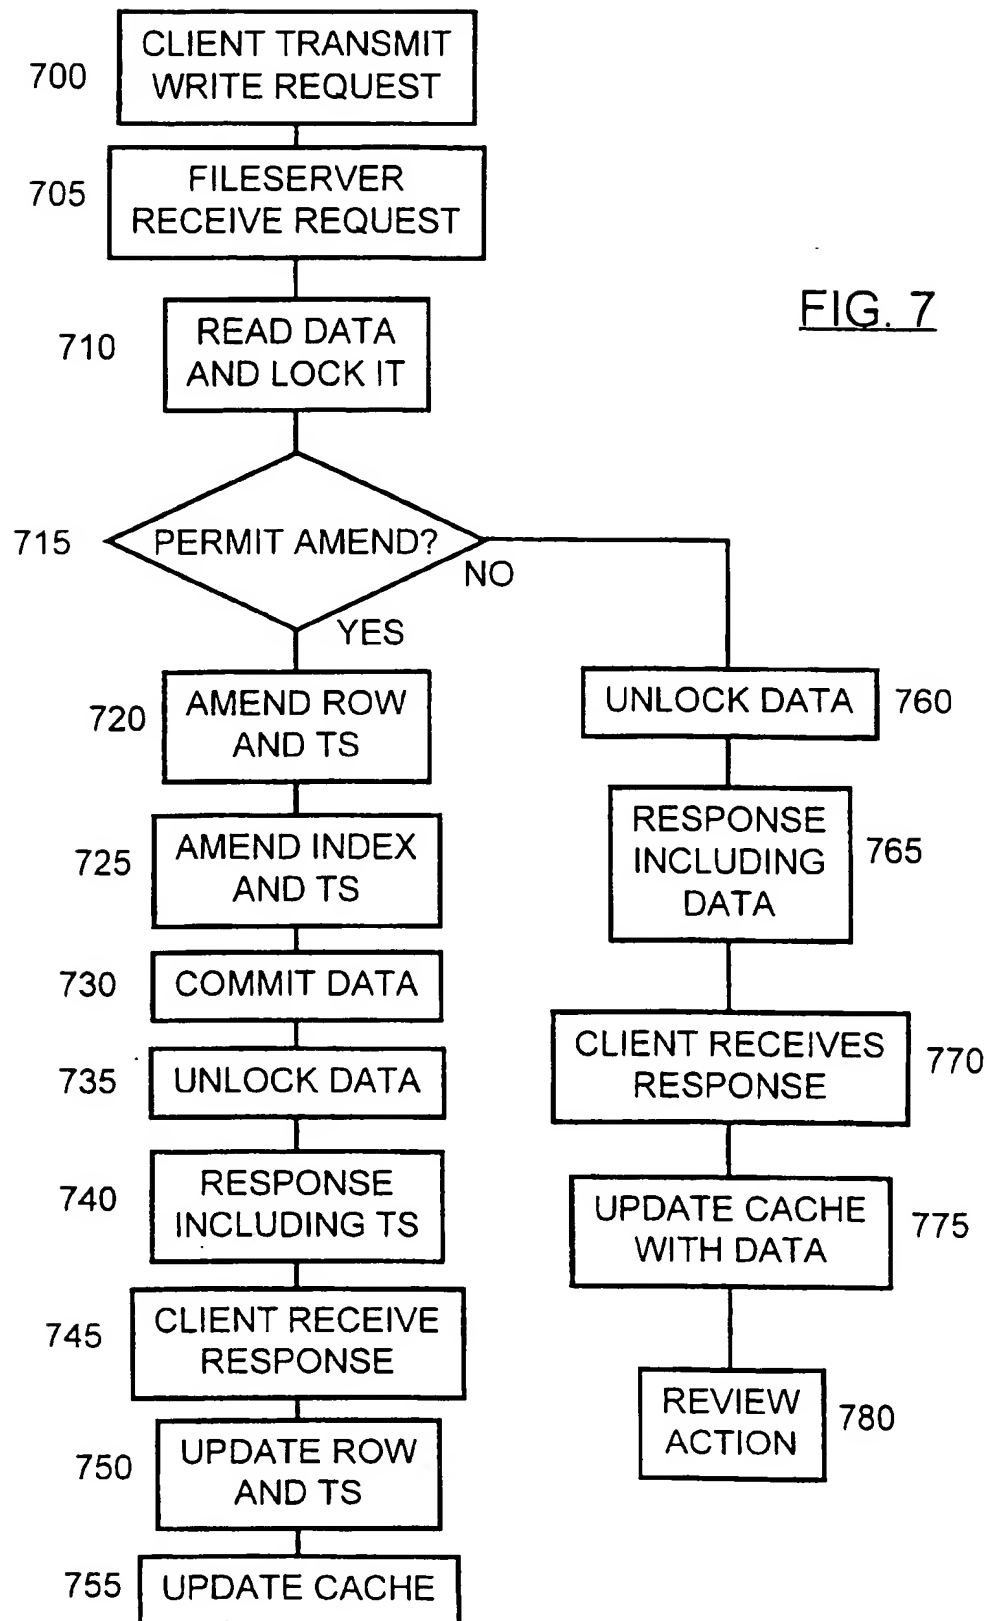 700
CLIENT TRANSMIT
WRITE REQUEST
705
FILESERVER
RECEIVE REQUEST
FIG. 7
710
READ DATA
AND LOCK IT
715
PERMIT AMEND?
NO
YES
720
AMEND ROW
AND TS
725
AMEND INDEX
AND TS
730
COMMIT DATA
735
UNLOCK DATA
740
RESPONSE
INCLUDING TS
745
CLIENT RECEIVE
RESPONSE
750
UPDATE ROW
AND TS
755
UPDATE CACHE
UNLOCK DATA
760
RESPONSE
INCLUDING
DATA
765
CLIENT RECEIVES
RESPONSE
770
UPDATE CACHE
WITH DATA
775
REVIEW
ACTION
780